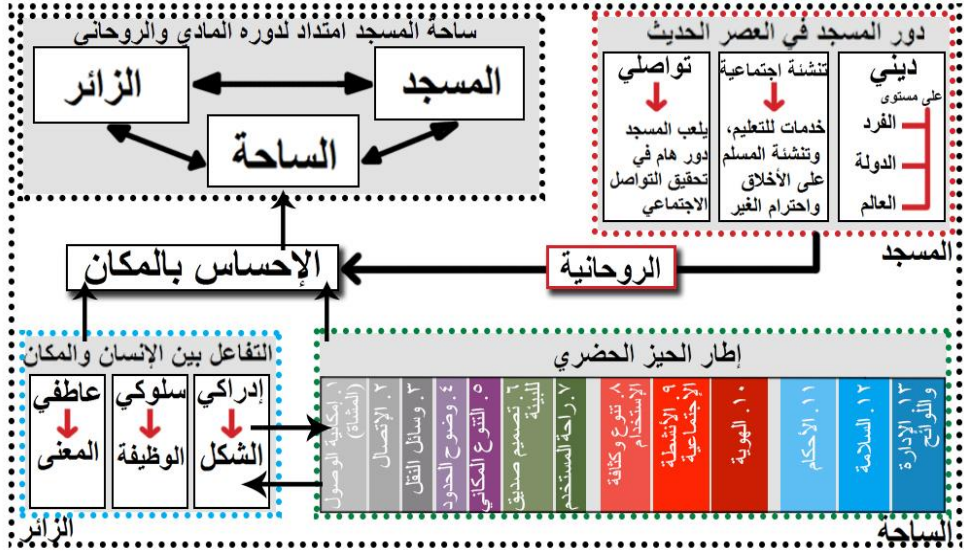 دور المسجد في العصر الحديث
ديني
على مستوى
الفرد
الدولة
العالم
تنشئة اجتماعية
خدمات للتعليم،
وتنشئة المسلم
على الأخلاق
واحترام الغير
تواصلي
يلعب المسجد
دور هام في
تحقيق التواصل
الاجتماعي
المسجد
ساحة المسجد امتداد لدوره المادي والروحاني
المسجد
الزائر
الساحة
الروحانية
الإحساس بالمكان
إطار الحيز الحضري
١. إمكانية الوصول
(المشاة)
٢. الإتصال
٣. وسائل النقل
٤. وضوح الحدود
٥. التنوع المكاني
٦. تصميم صديق
للبيئة
٧. راحة المستخدم
٨. تنوع وكثافة
الإستخدام
٩. الأنشطة
الإجتماعية
١٠. الهوية
١١. الأحكام
١٢. السلامة
١٣. الإدارة
واللوائح
الساحة
التفاعل بين الإنسان والمكان
إدراكي
الشكل
سلوكي
الوظيفة
عاطفي
المعنى
الزائر